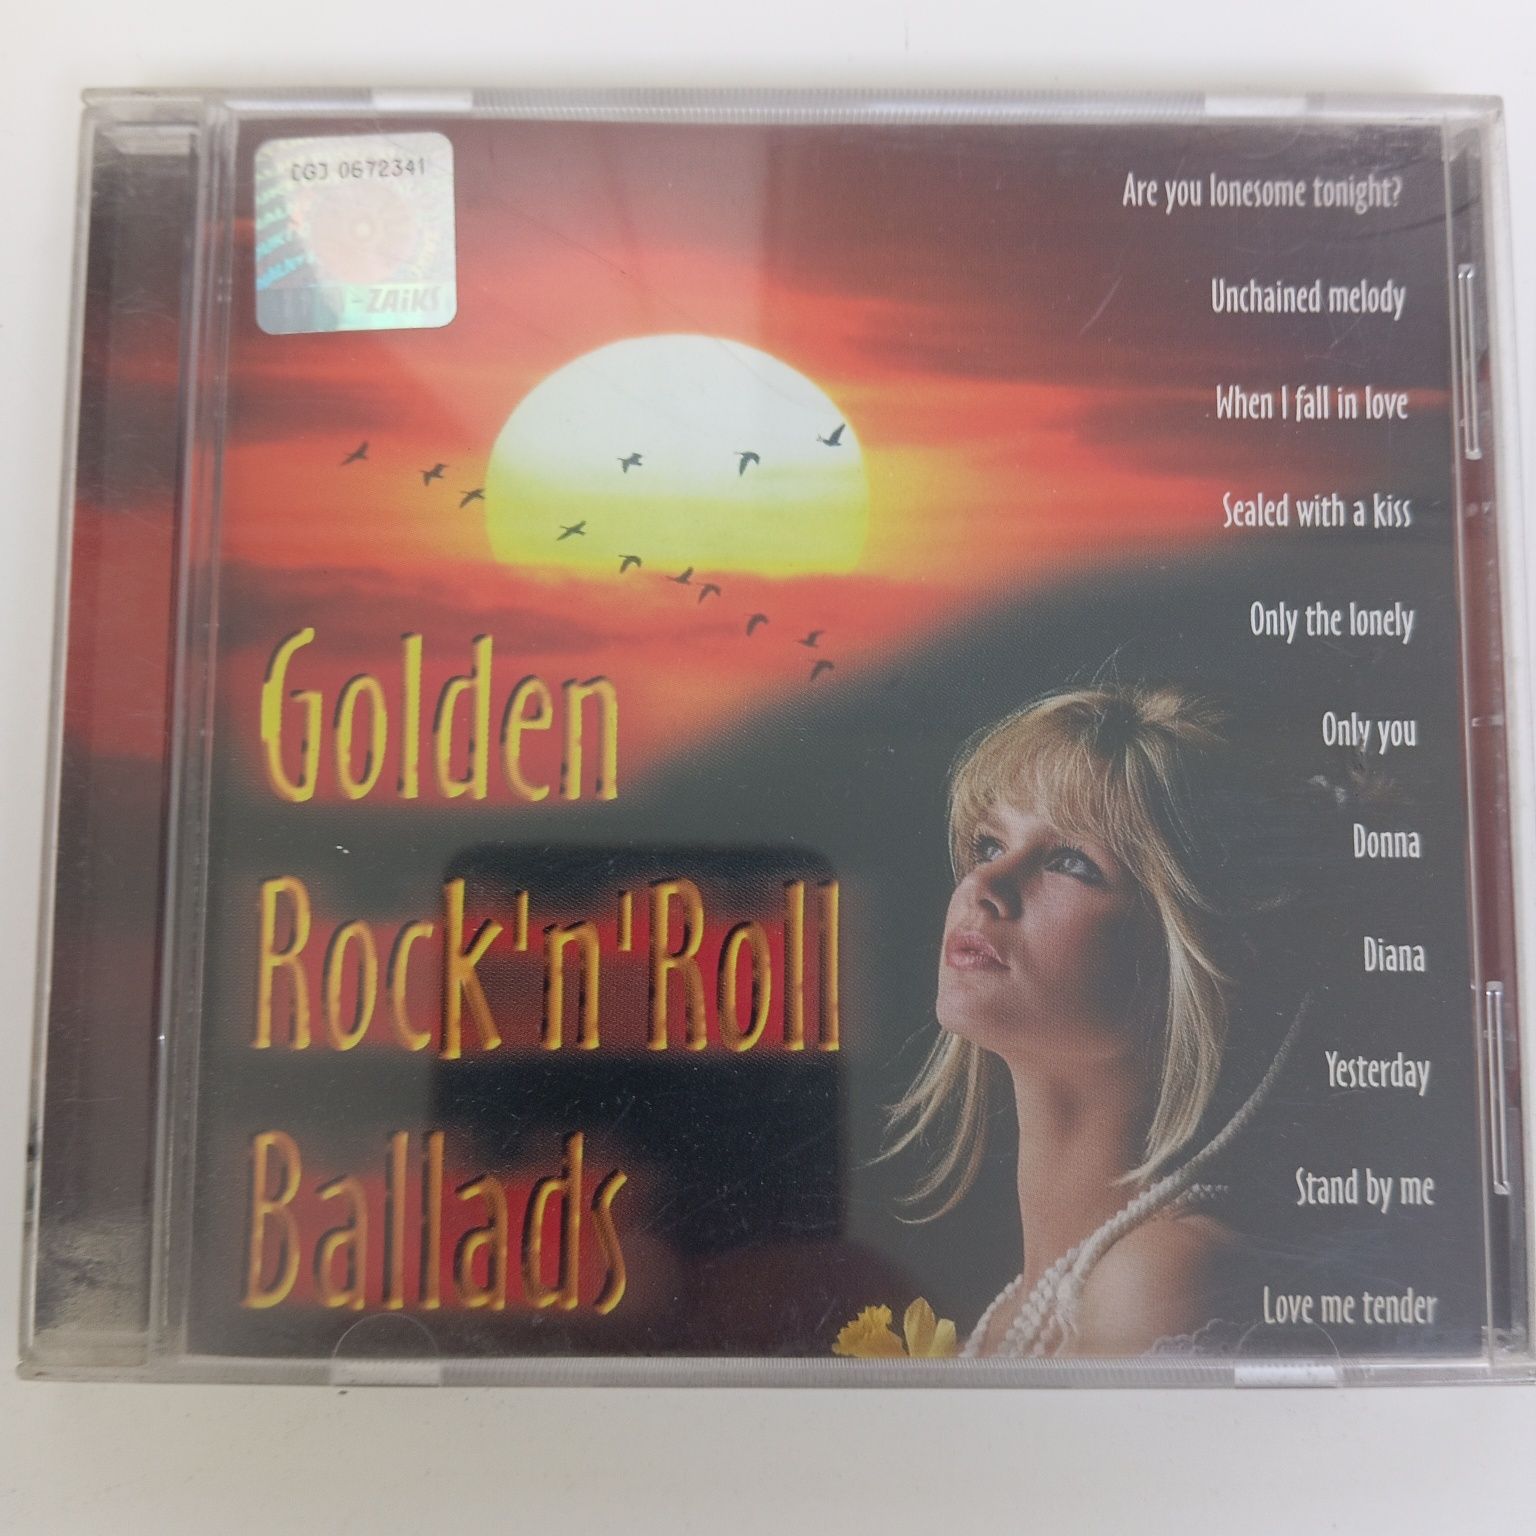 0672341
-ZAiKS
Are you lonesome tonight?
Unchained melody
When I fall in love
Sealed with a kiss
Only the lonely
Only you
Donna
Diana
Yesterday
Stand by me
Love me tender
Golden
Rock'n'Roll
Ballads